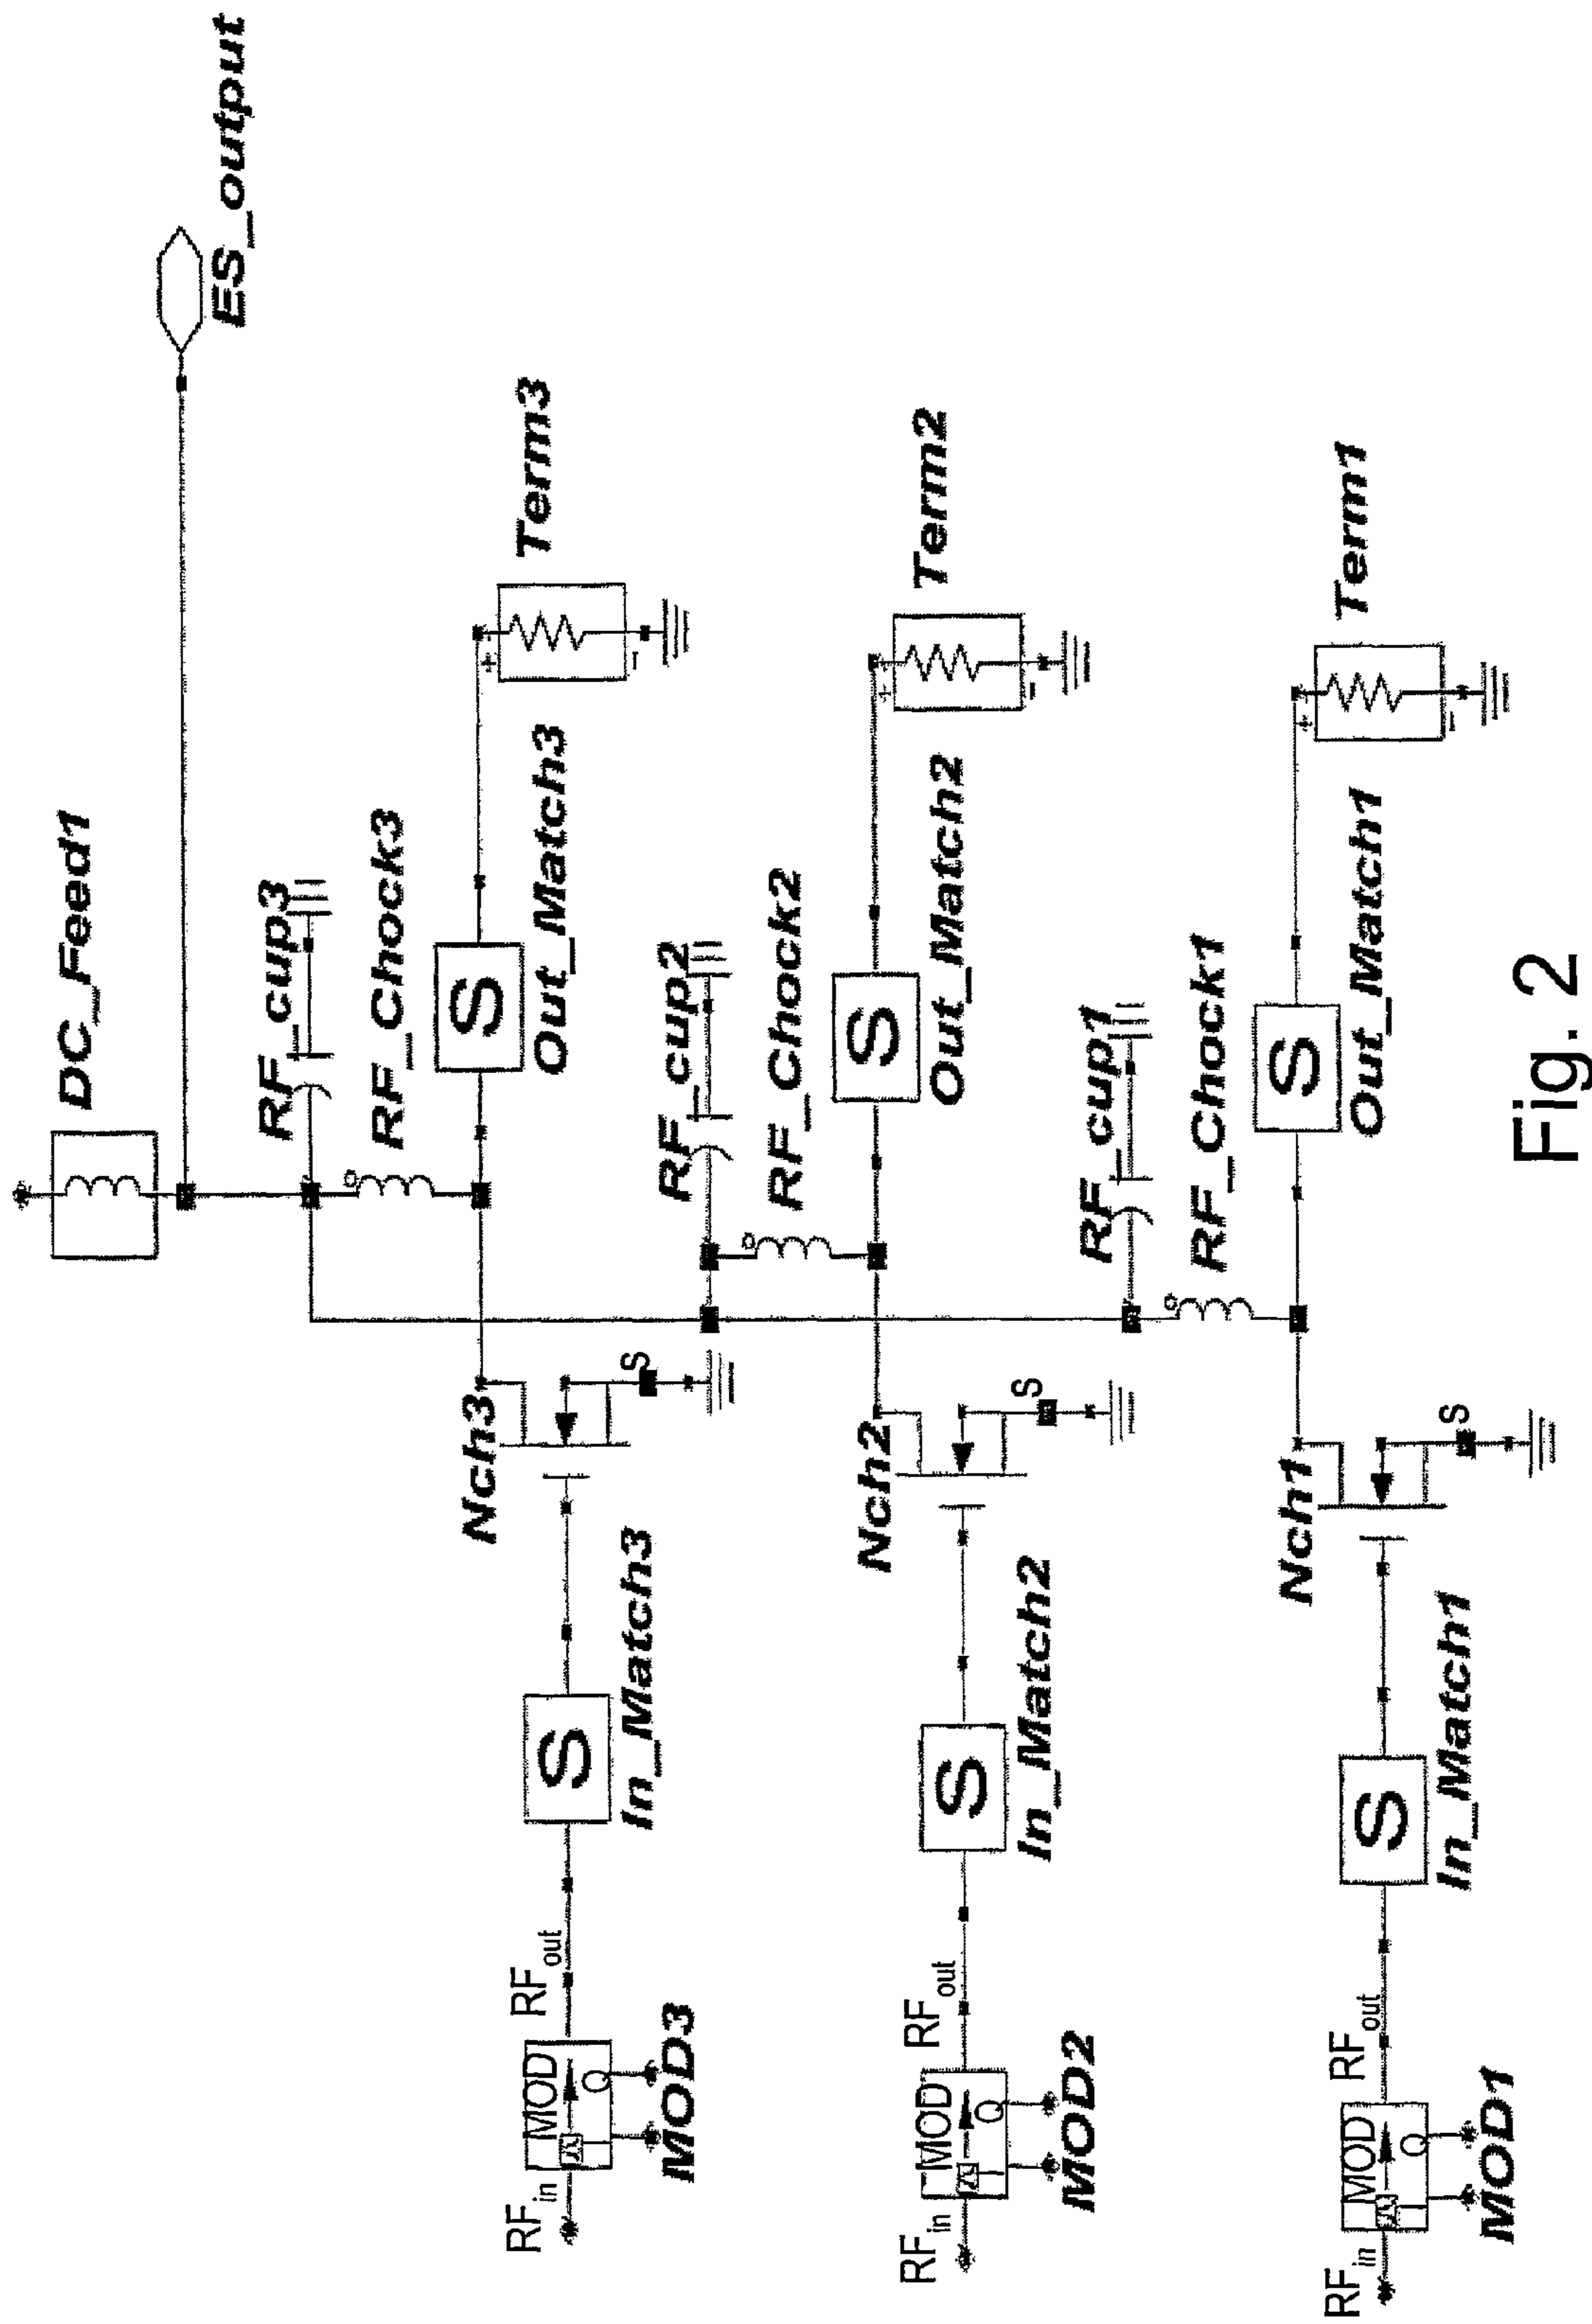 DC_Feed1
ES_output
RF_cup3
RF_Chock3
Nch3
S
S
Out_Match3
Term3
+
-
RFin
MOD
RFout
MOD3
S
In_Match3
RF_cup2
RF_Chock2
Nch2
S
S
Out_Match2
Term2
+
-
RFin
MOD
RFout
MOD2
S
In_Match2
RF_cup1
RF_Chock1
Nch1
S
S
Out_Match1
Term1
+
-
RFin
MOD
RFout
MOD1
S
In_Match1
Fig. 2